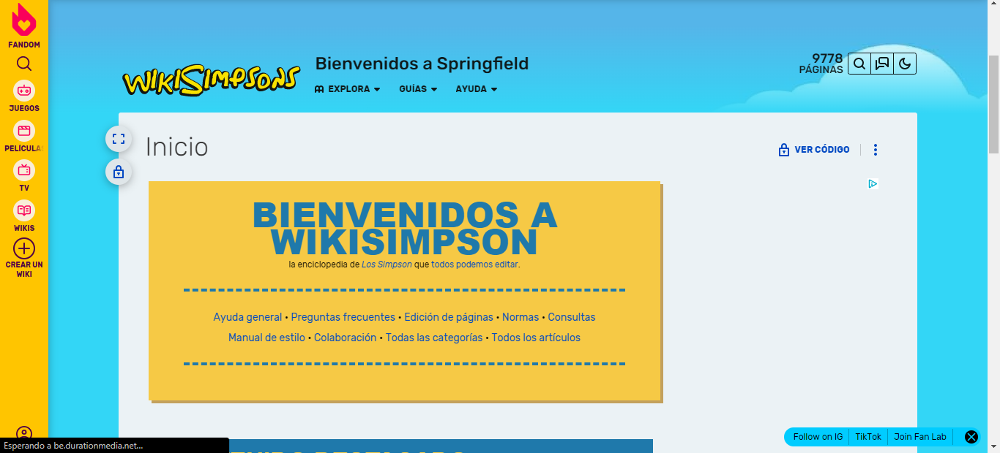 FANDOM
JUEGOS
PELÍCULAS
TV
WIKIS
CREAR UN
WIKI
WIKISIMPSONS
Bienvenidos a Springfield
EXPLORA
GUÍAS
AYUDA
9778
PÁGINAS
Inicio
VER CÓDIGO
BIENVENIDOS A
WIKISIMPSON
la enciclopedia de Los Simpson que todos podemos editar.
Ayuda general • Preguntas frecuentes • Edición de páginas • Normas • Consultas
Manual de estilo • Colaboración • Todas las categorías • Todos los artículos
Follow on IG
TikTok
Join Fan Lab
Esperando a be.durationmedia.net...